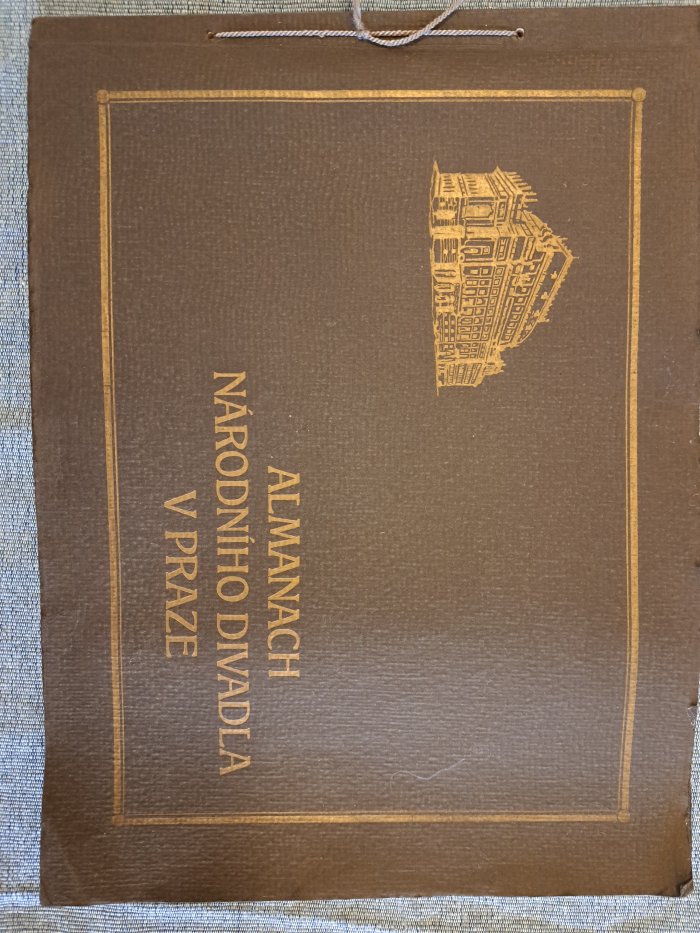 ALMANACH
NÁRODNÍHO DIVADLA
V PRAZE